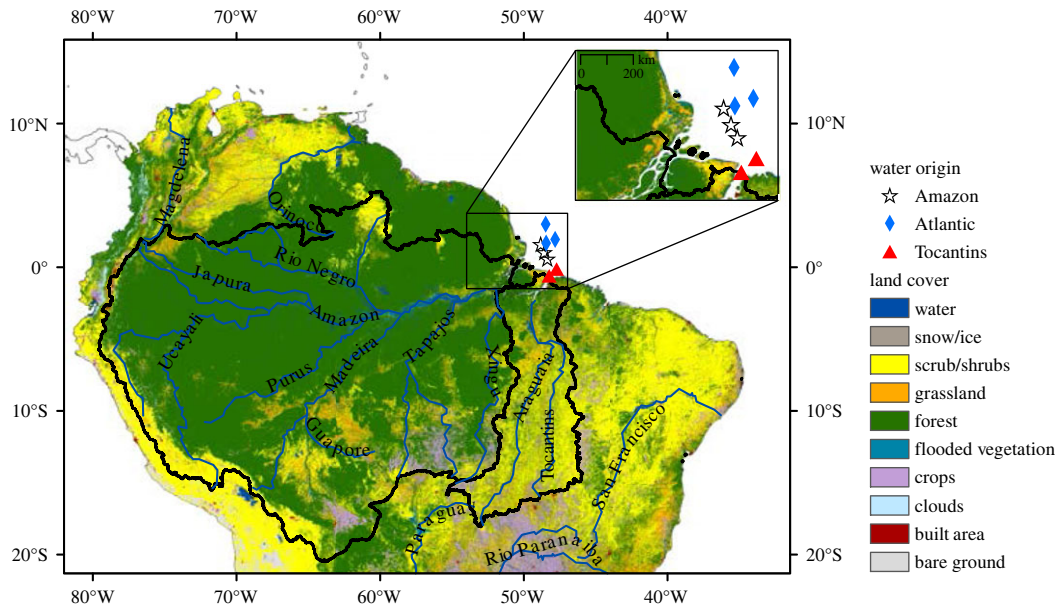 80°W 70°W 60°W 50°W 40°W
km
0 200
10°N 10°N
Magdelena
Orinoco
Rio Negro
0° 0°
Japura
Amazon
Ucayali
Purus
Madeira
Tapajos
Xingu
Araguaia
Tocantins
San Francisco
10°S 10°S
Guapore
Paraguai
Rio Paranaiba
20°S 20°S
80°W 70°W 60°W 50°W 40°W
water origin
Amazon
Atlantic
Tocantins
land cover
water
snow/ice
scrub/shrubs
grassland
forest
flooded vegetation
crops
clouds
built area
bare ground